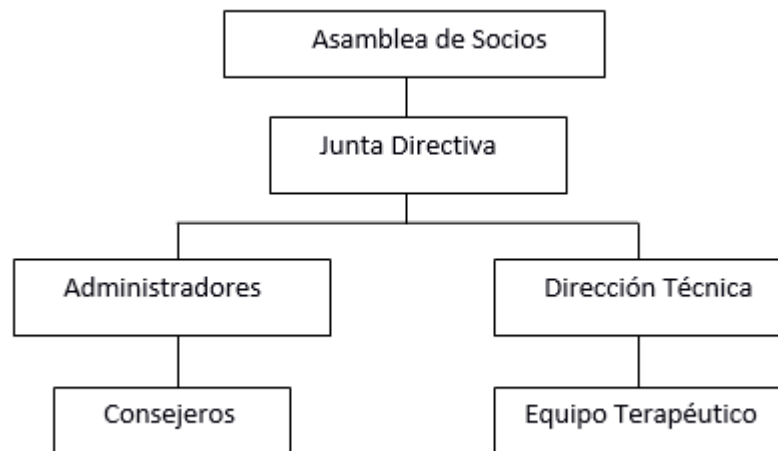 Asamblea de Socios
Junta Directiva
Administradores
Dirección Técnica
Consejeros
Equipo Terapéutico